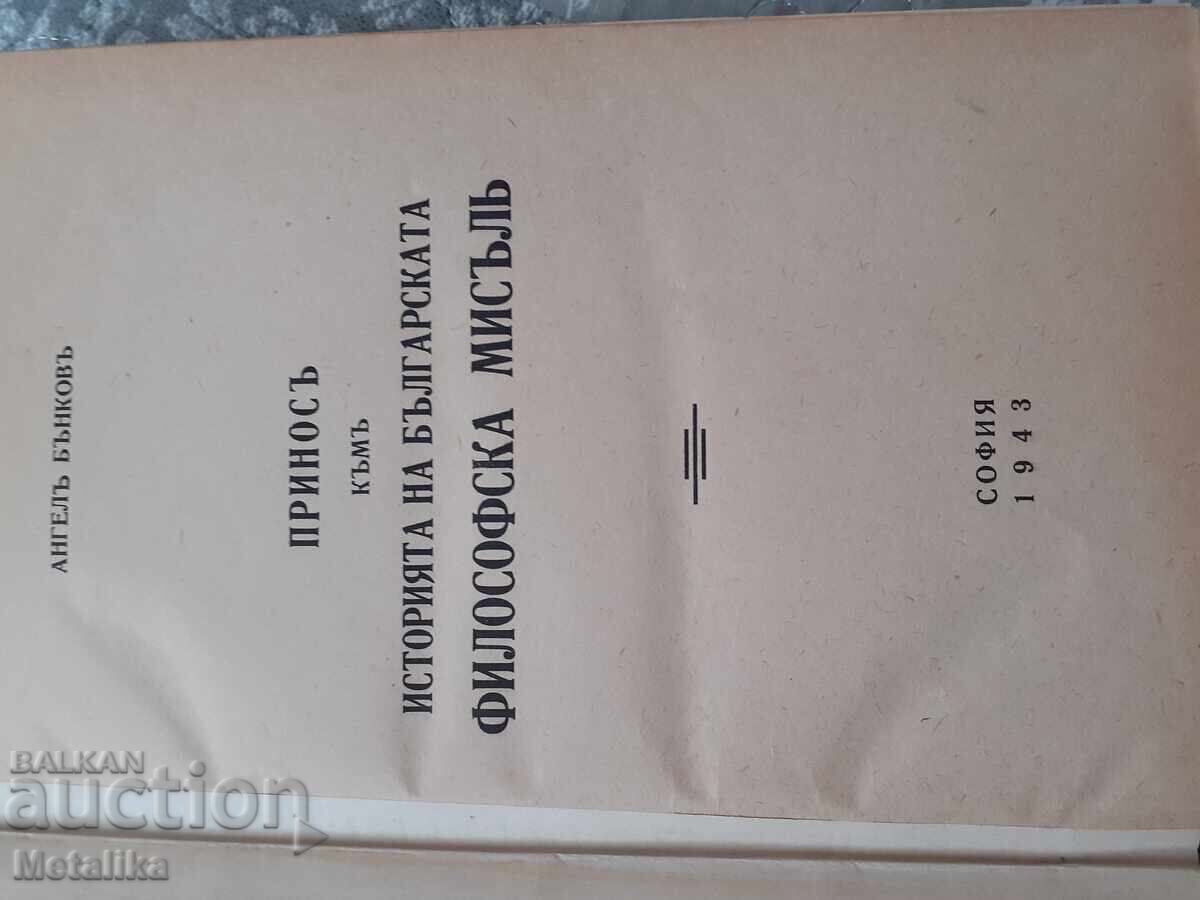 АНГЕЛЪ БЪНКОВЪ
ПРИНОСЪ
КЪМЪ
ИСТОРИЯТА НА БЪЛГАРСКАТА
ФИЛОСОФСКА МИСЪЛЬ
СОФИЯ
1943
BALKAN
auction
Metalika